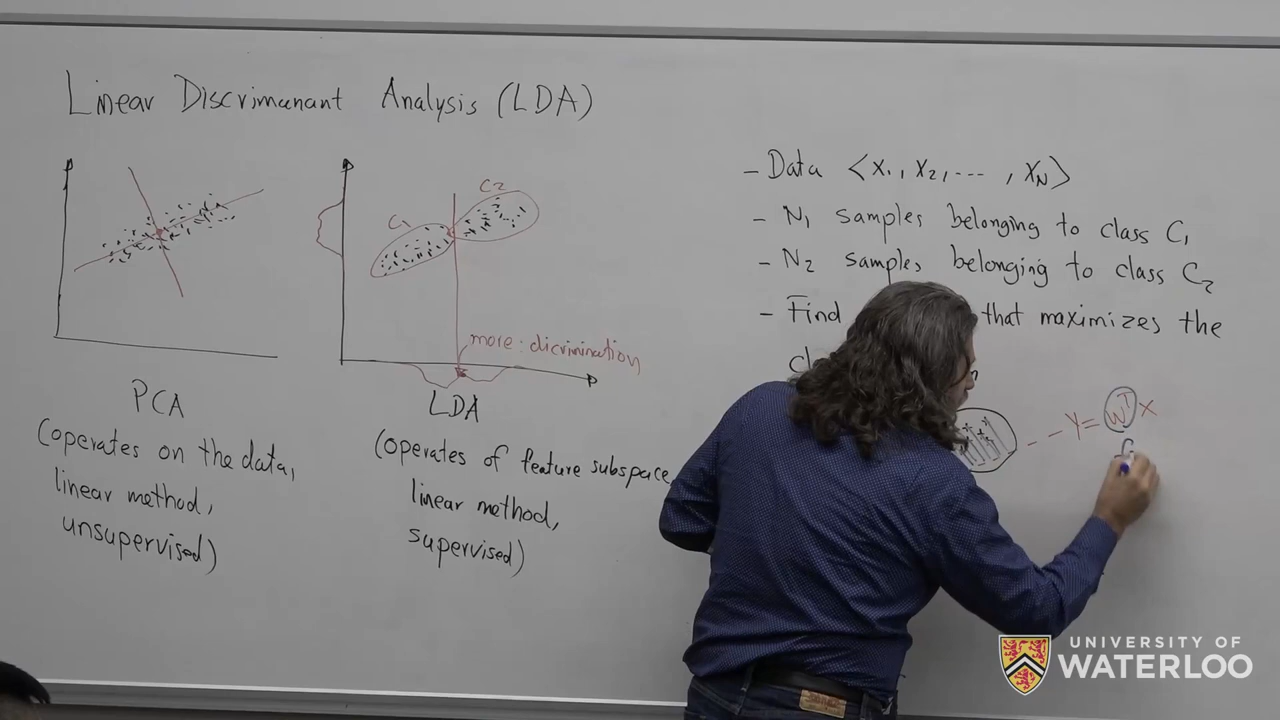 Linear Discrimanant Analysis (LDA)
C1
C2
more: dicrimination
PCA
(operates on the data,
linear method,
unsupervised)
LDA
(operates of feature subspace,
linear method,
supervised)
- Data <X1, X2, ---, XN>
- N1 samples belonging to class C1
- N2 samples belonging to class C2
- Find that maximizes the
Y = W^T X
UNIVERSITY OF
WATERLOO